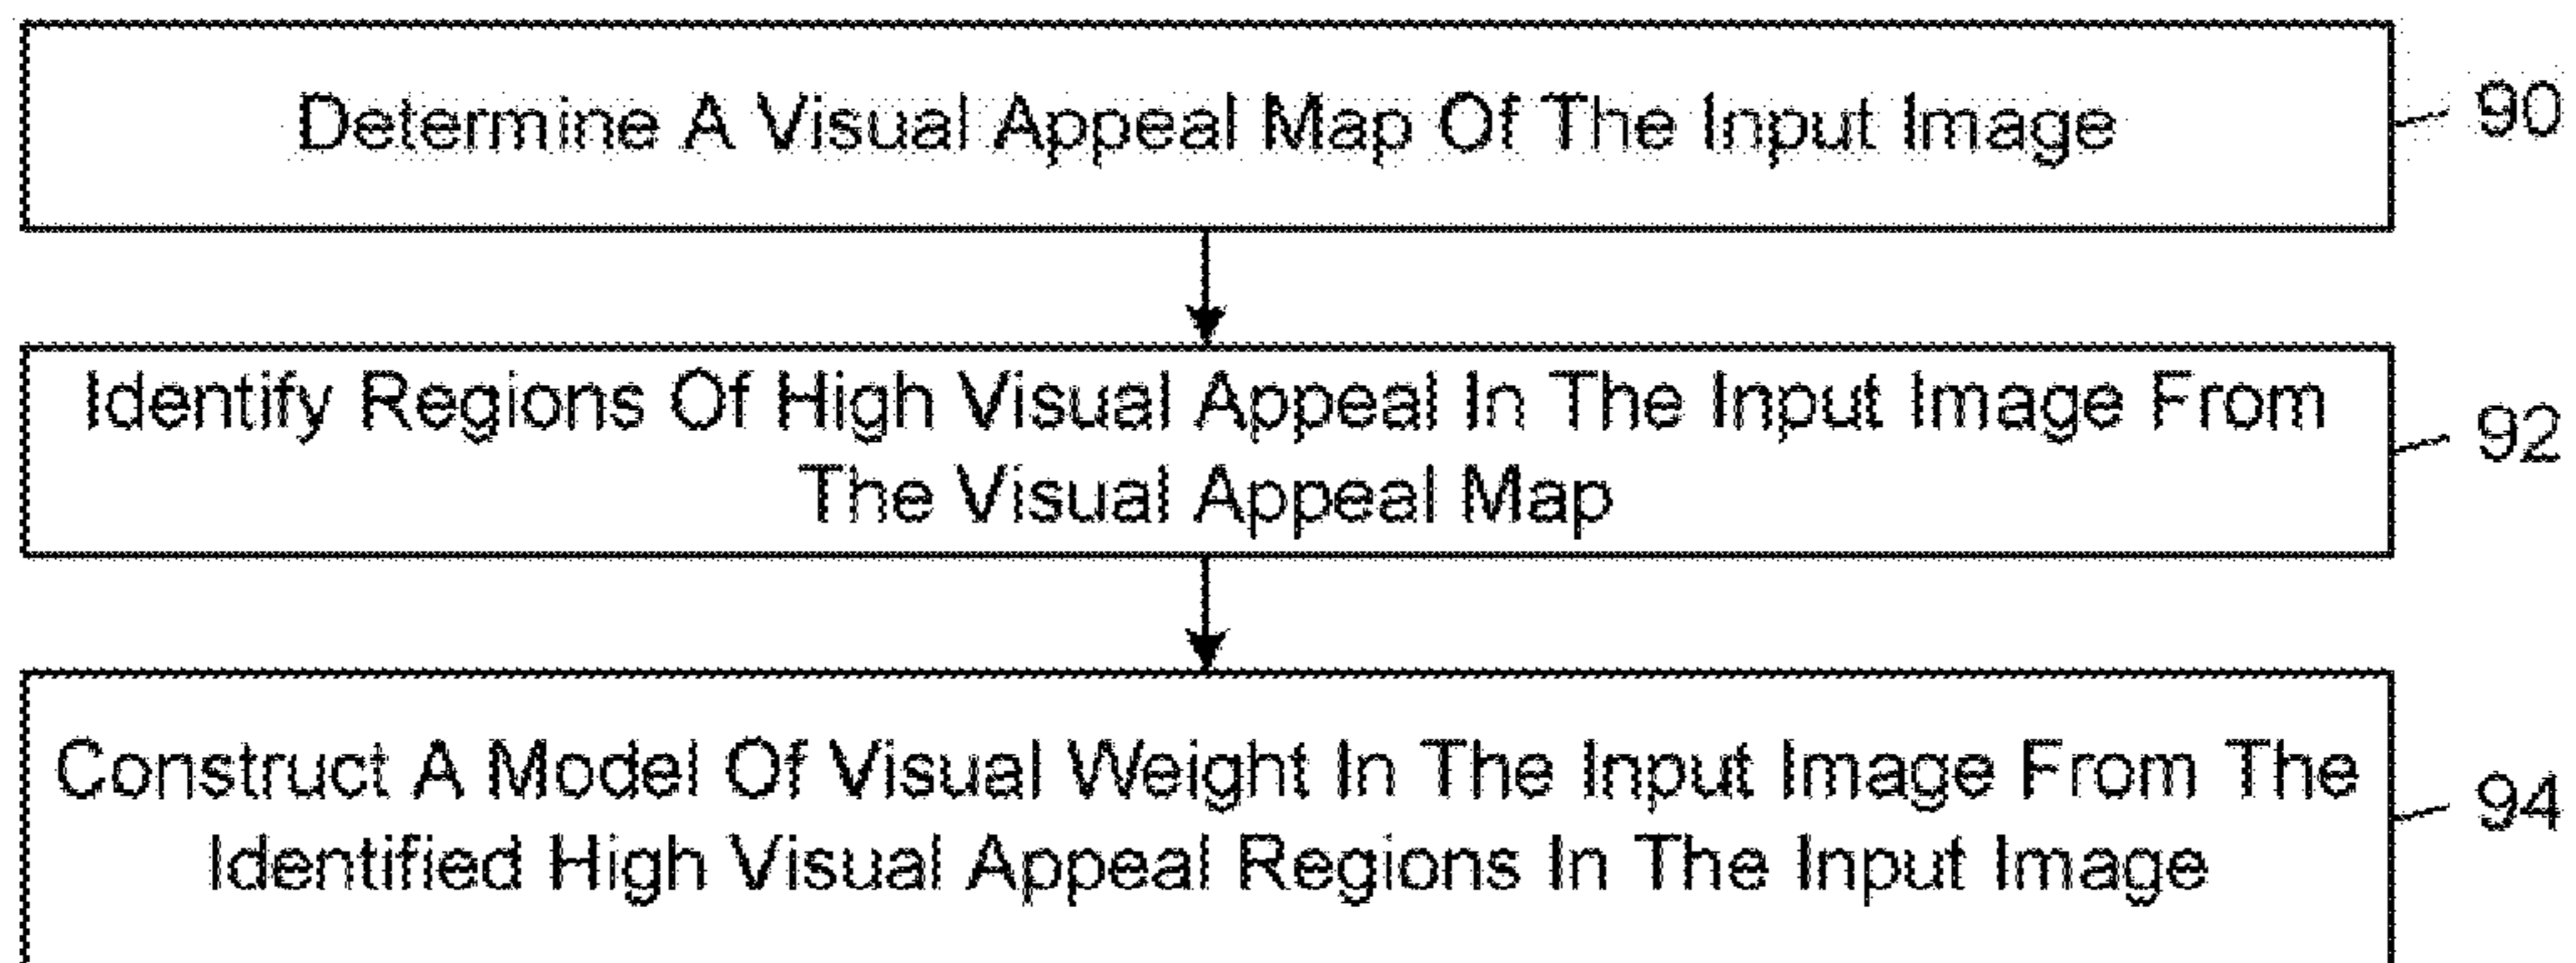 Determine A Visual Appeal Map Of The Input Image
90
Identify Regions Of High Visual Appeal In The Input Image From
The Visual Appeal Map
92
Construct A Model Of Visual Weight In The Input Image From The
Identified High Visual Appeal Regions In The Input Image
94